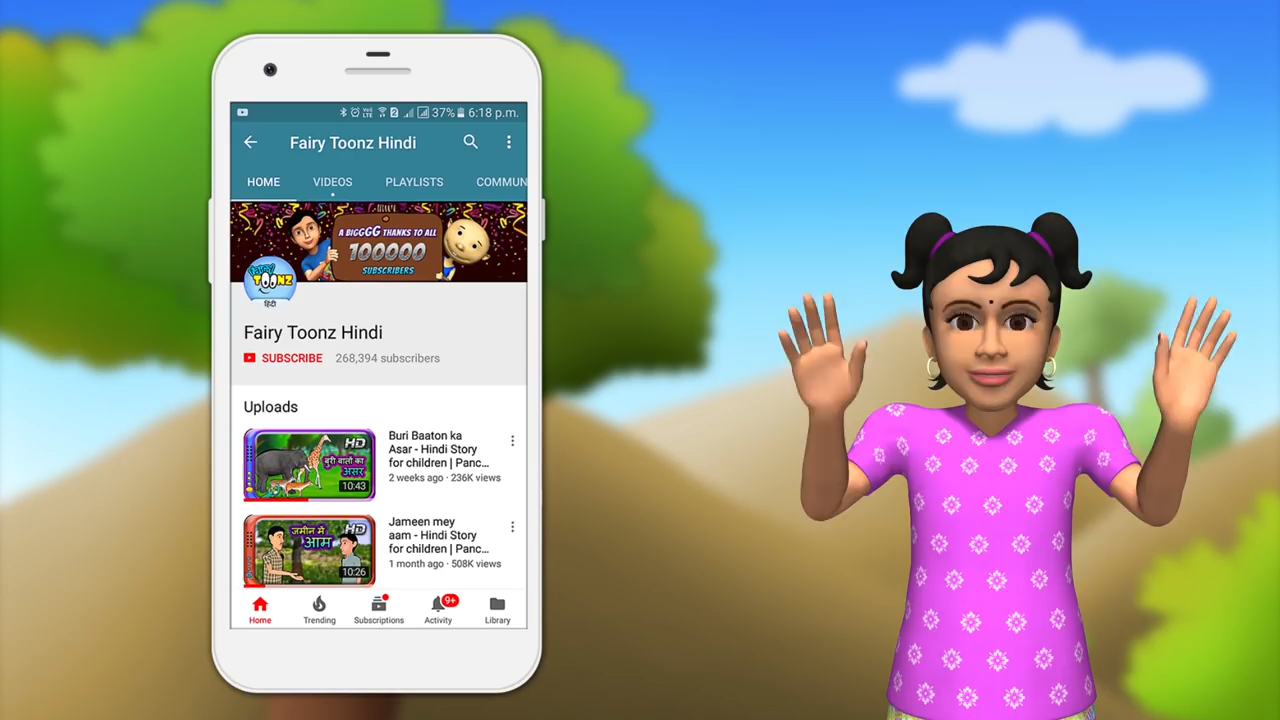 37% 6:18 p.m.
Fairy Toonz Hindi
HOME VIDEOS PLAYLISTS COMMUN
A BIGGGG THANKS TO ALL
100000
SUBSCRIBERS
FAIRY
TOONZ
हिंदी
Fairy Toonz Hindi
SUBSCRIBE 268,394 subscribers
Uploads
HD
बुरी बातों का
असर
10:43
Buri Baaton ka
Asar - Hindi Story
for children | Panc...
2 weeks ago · 236K views
HD
जमीन में
आम
10:26
Jameen mey
aam - Hindi Story
for children | Panc...
1 month ago · 508K views
9+
Home Trending Subscriptions Activity Library